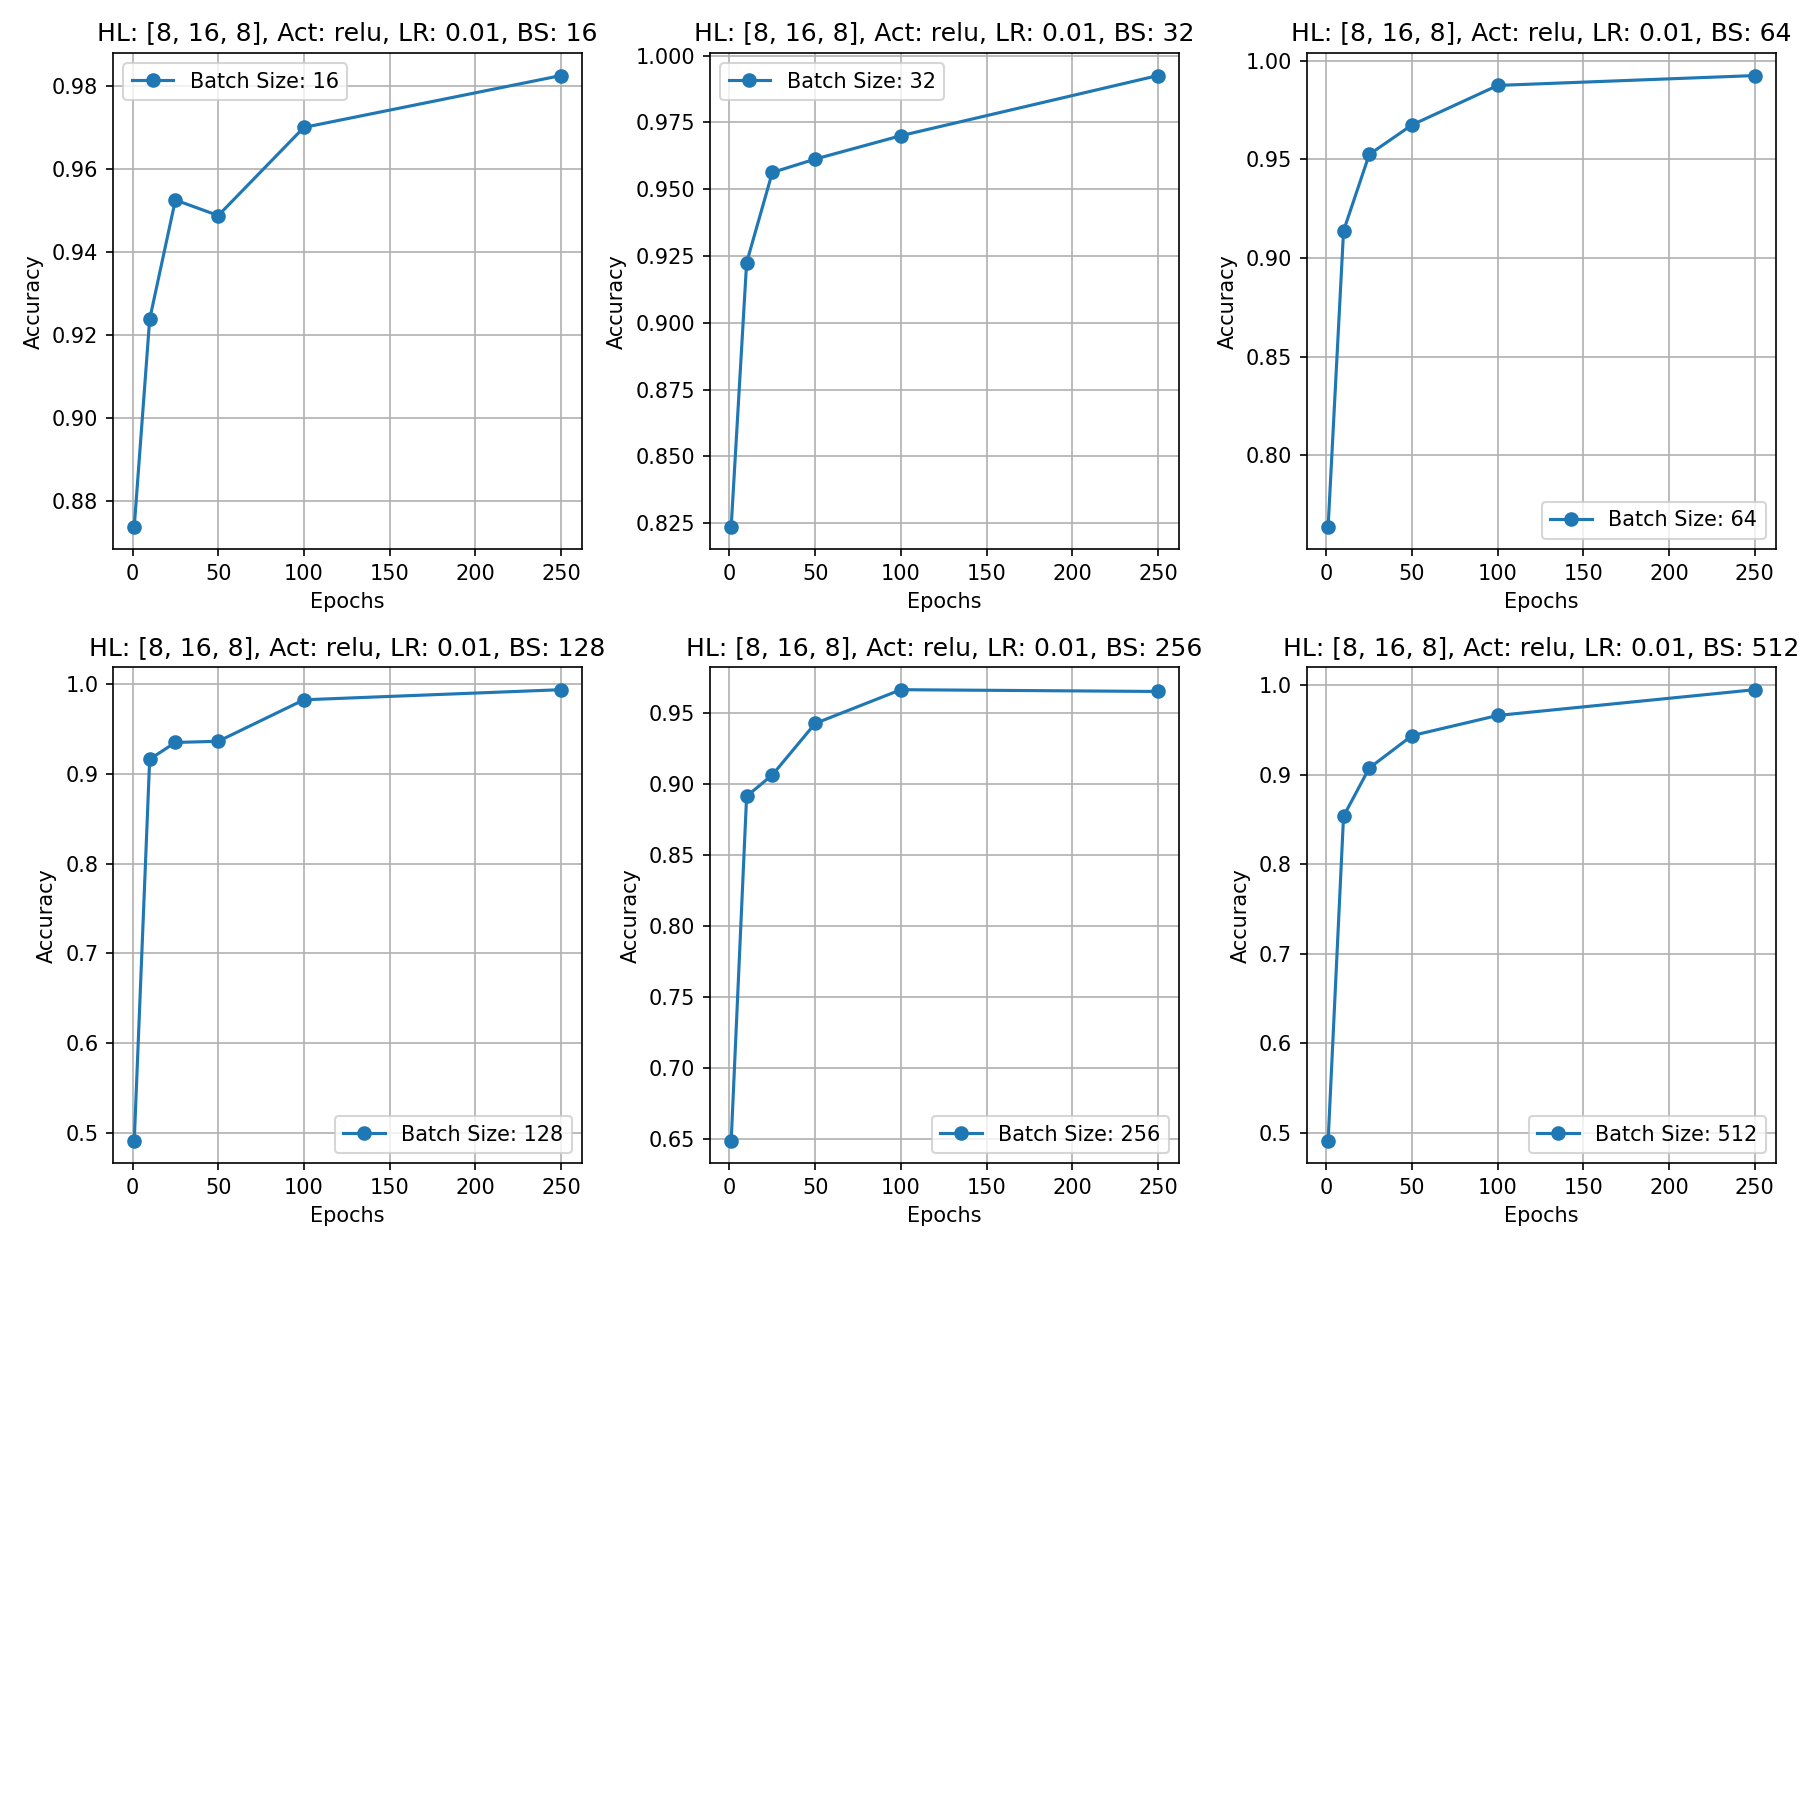 HL: [8, 16, 8], Act: relu, LR: 0.01, BS: 16
Batch Size: 16
Accuracy
0.98
0.96
0.94
0.92
0.90
0.88
0 50 100 150 200 250
Epochs
HL: [8, 16, 8], Act: relu, LR: 0.01, BS: 32
Batch Size: 32
Accuracy
1.000
0.975
0.950
0.925
0.900
0.875
0.850
0.825
0 50 100 150 200 250
Epochs
HL: [8, 16, 8], Act: relu, LR: 0.01, BS: 64
Accuracy
1.00
0.95
0.90
0.85
0.80
Batch Size: 64
0 50 100 150 200 250
Epochs
HL: [8, 16, 8], Act: relu, LR: 0.01, BS: 128
Accuracy
1.0
0.9
0.8
0.7
0.6
0.5
Batch Size: 128
0 50 100 150 200 250
Epochs
HL: [8, 16, 8], Act: relu, LR: 0.01, BS: 256
Accuracy
0.95
0.90
0.85
0.80
0.75
0.70
0.65
Batch Size: 256
0 50 100 150 200 250
Epochs
HL: [8, 16, 8], Act: relu, LR: 0.01, BS: 512
Accuracy
1.0
0.9
0.8
0.7
0.6
0.5
Batch Size: 512
0 50 100 150 200 250
Epochs